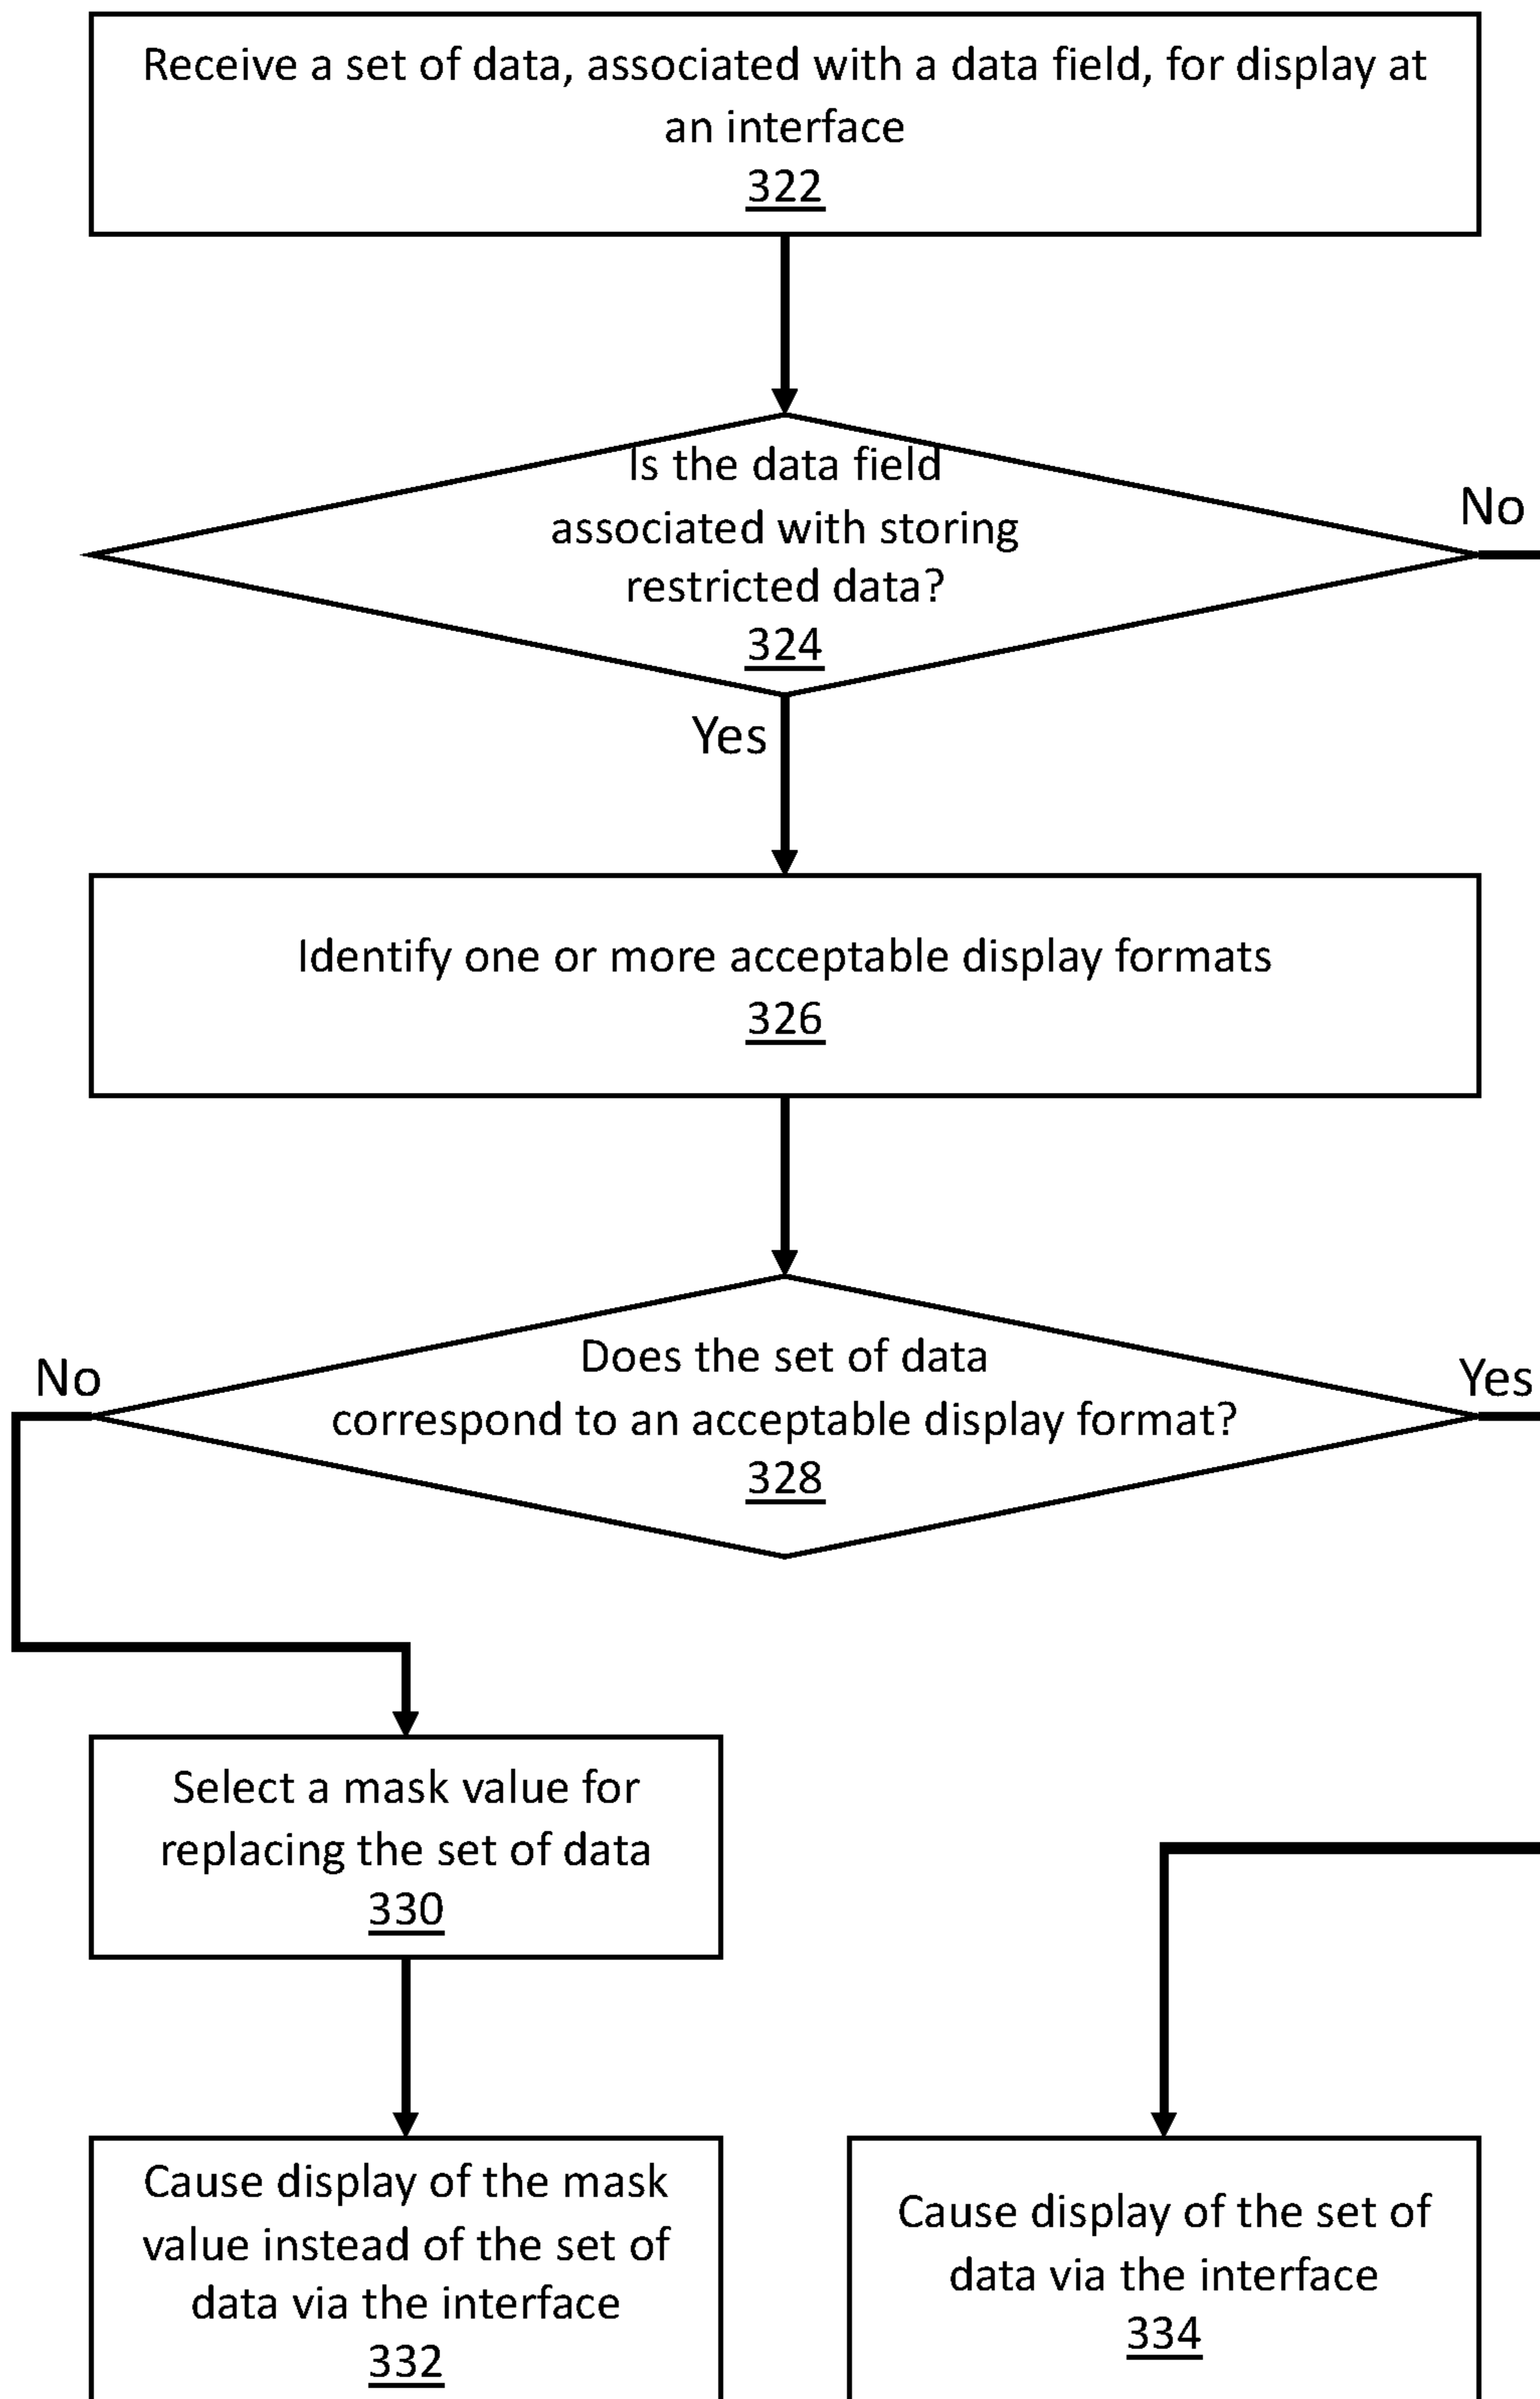 Receive a set of data, associated with a data field, for display at
an interface
322
Is the data field
associated with storing
restricted data?
324
No
Yes
Identify one or more acceptable display formats
326
Does the set of data
correspond to an acceptable display format?
328
No
Yes
Select a mask value for
replacing the set of data
330
Cause display of the mask
value instead of the set of
data via the interface
332
Cause display of the set of
data via the interface
334